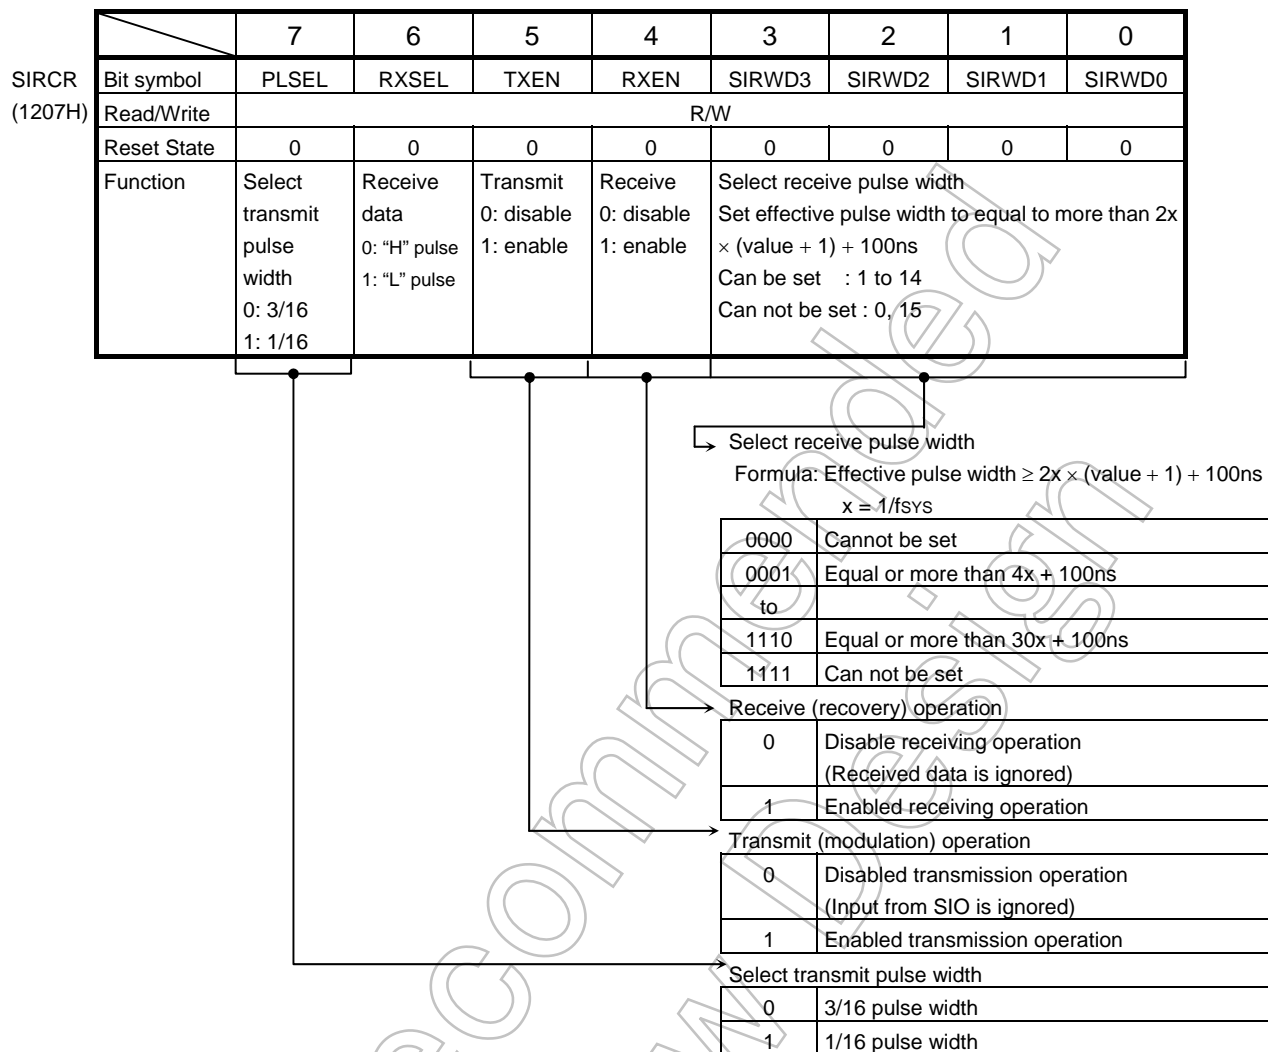 7 6 5 4 3 2 1 0
SIRCR Bit symbol PLSEL RXSEL TXEN RXEN SIRWD3 SIRWD2 SIRWD1 SIRWD0
(1207H) Read/Write R/W
Reset State 0 0 0 0 0 0 0 0
Function Select Receive Transmit Receive Select receive pulse width
transmit data 0: disable 0: disable Set effective pulse width to equal to more than 2x
pulse 0: “H” pulse 1: enable 1: enable × (value + 1) + 100ns
width 1: “L” pulse Can be set : 1 to 14
0: 3/16 Can not be set : 0, 15
1: 1/16
Select receive pulse width
Formula: Effective pulse width ≥ 2x × (value + 1) + 100ns
x = 1/fSYS
0000 Cannot be set
0001 Equal or more than 4x + 100ns
to
1110 Equal or more than 30x + 100ns
1111 Can not be set
Receive (recovery) operation
0 Disable receiving operation
(Received data is ignored)
1 Enabled receiving operation
Transmit (modulation) operation
0 Disabled transmission operation
(Input from SIO is ignored)
1 Enabled transmission operation
Select transmit pulse width
0 3/16 pulse width
1 1/16 pulse width
ecommended
w Design